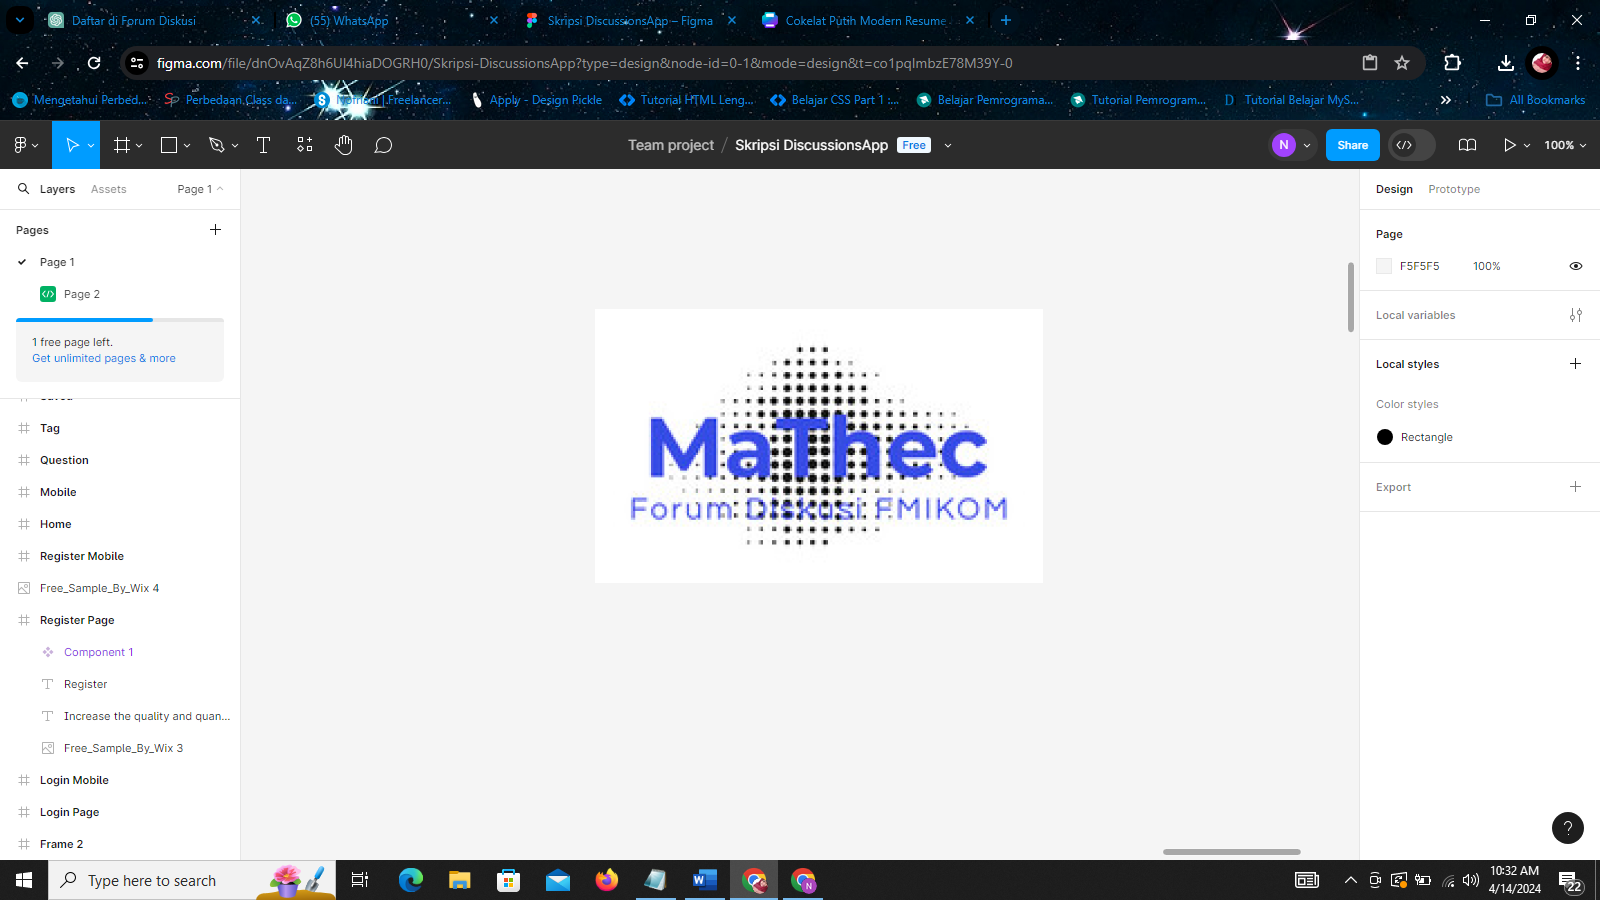 Daftar di Forum Diskusi
(55) WhatsApp
Skripsi DiscussionsApp – Figma
Cokelat Putih Modern Resume
figma.com/file/dnOvAqZ8h6Ul4hiaDOGRH0/Skripsi-DiscussionsApp?type=design&node-id=0-1&mode=design&t=co1pqlmbzE78M39Y-0
Mengetahui Perbed...
Perbedaan Class da...
Freelancer...
Apply - Design Pickle
Tutorial HTML Leng...
Belajar CSS Part 1 :...
Belajar Pemrograma...
Tutorial Pemrogram...
Tutorial Belajar MyS...
All Bookmarks
Team project / Skripsi DiscussionsApp Free
N
Share
100%
Layers
Assets
Page 1
Design
Prototype
Pages
Page 1
Page 2
1 free page left.
Get unlimited pages & more
Saved
Tag
Question
Mobile
Home
Register Mobile
Free_Sample_By_Wix 4
Register Page
Component 1
Register
Increase the quality and quan...
Free_Sample_By_Wix 3
Login Mobile
Login Page
Frame 2
MaThec
Forum Diskusi FMIKOM
Page
F5F5F5 100%
Local variables
Local styles
Color styles
Rectangle
Export
?
Type here to search
N
10:32 AM
4/14/2024
22